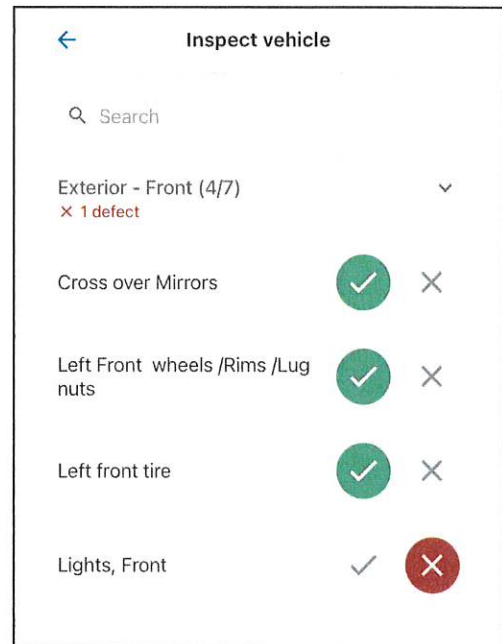 Inspect vehicle
Search
Exterior - Front (4/7)
× 1 defect
Cross over Mirrors
Left Front wheels /Rims /Lug
nuts
Left front tire
Lights, Front